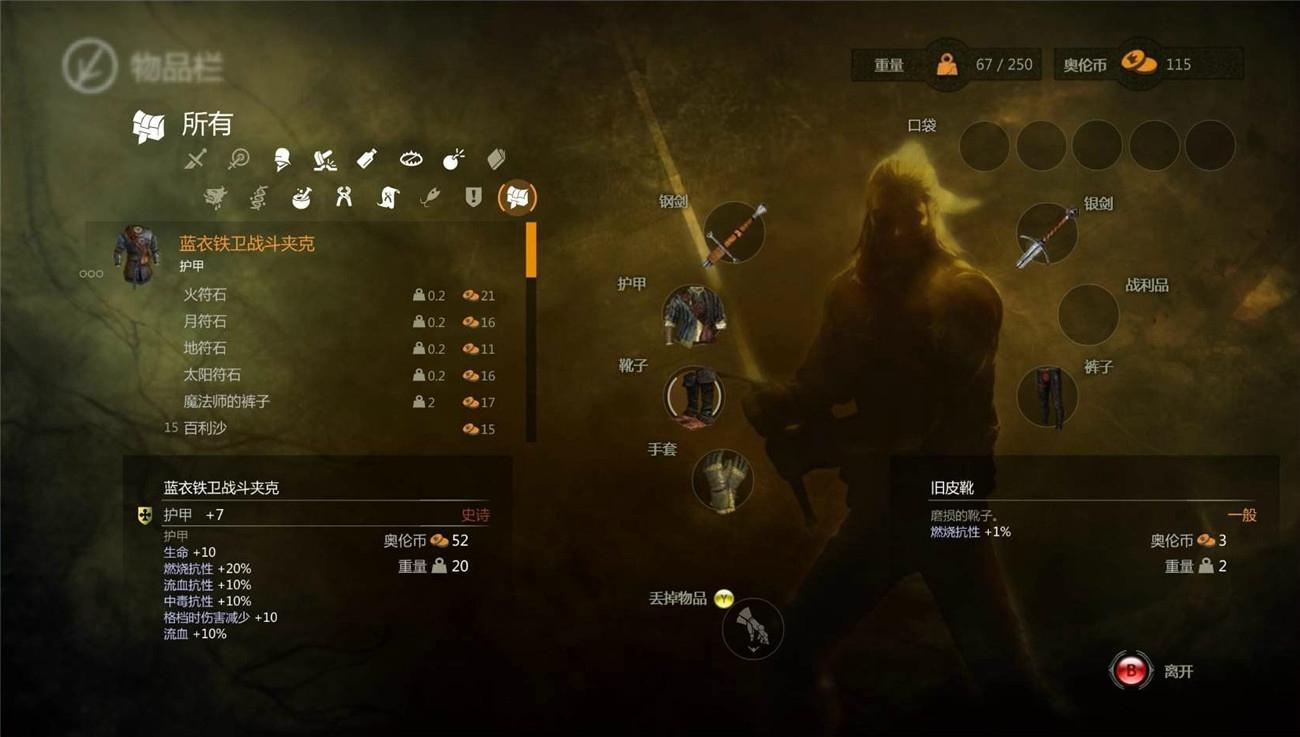 物品栏
重量 67 / 250 奥伦币 115
所有
口袋
钢剑
银剑
护甲
战利品
靴子
裤子
手套
蓝衣铁卫战斗夹克
护甲
火符石 0.2 21
月符石 0.2 16
地符石 0.2 11
太阳符石 0.2 16
魔法师的裤子 2 17
15 百利沙 15
蓝衣铁卫战斗夹克
护甲 +7 史诗
护甲
奥伦币 52
生命 +10
重量 20
燃烧抗性 +20%
流血抗性 +10%
中毒抗性 +10%
格档时伤害减少 +10
流血 +10%
旧皮靴
磨损的靴子。 一般
燃烧抗性 +1%
奥伦币 3
重量 2
丢掉物品 Y
B 离开